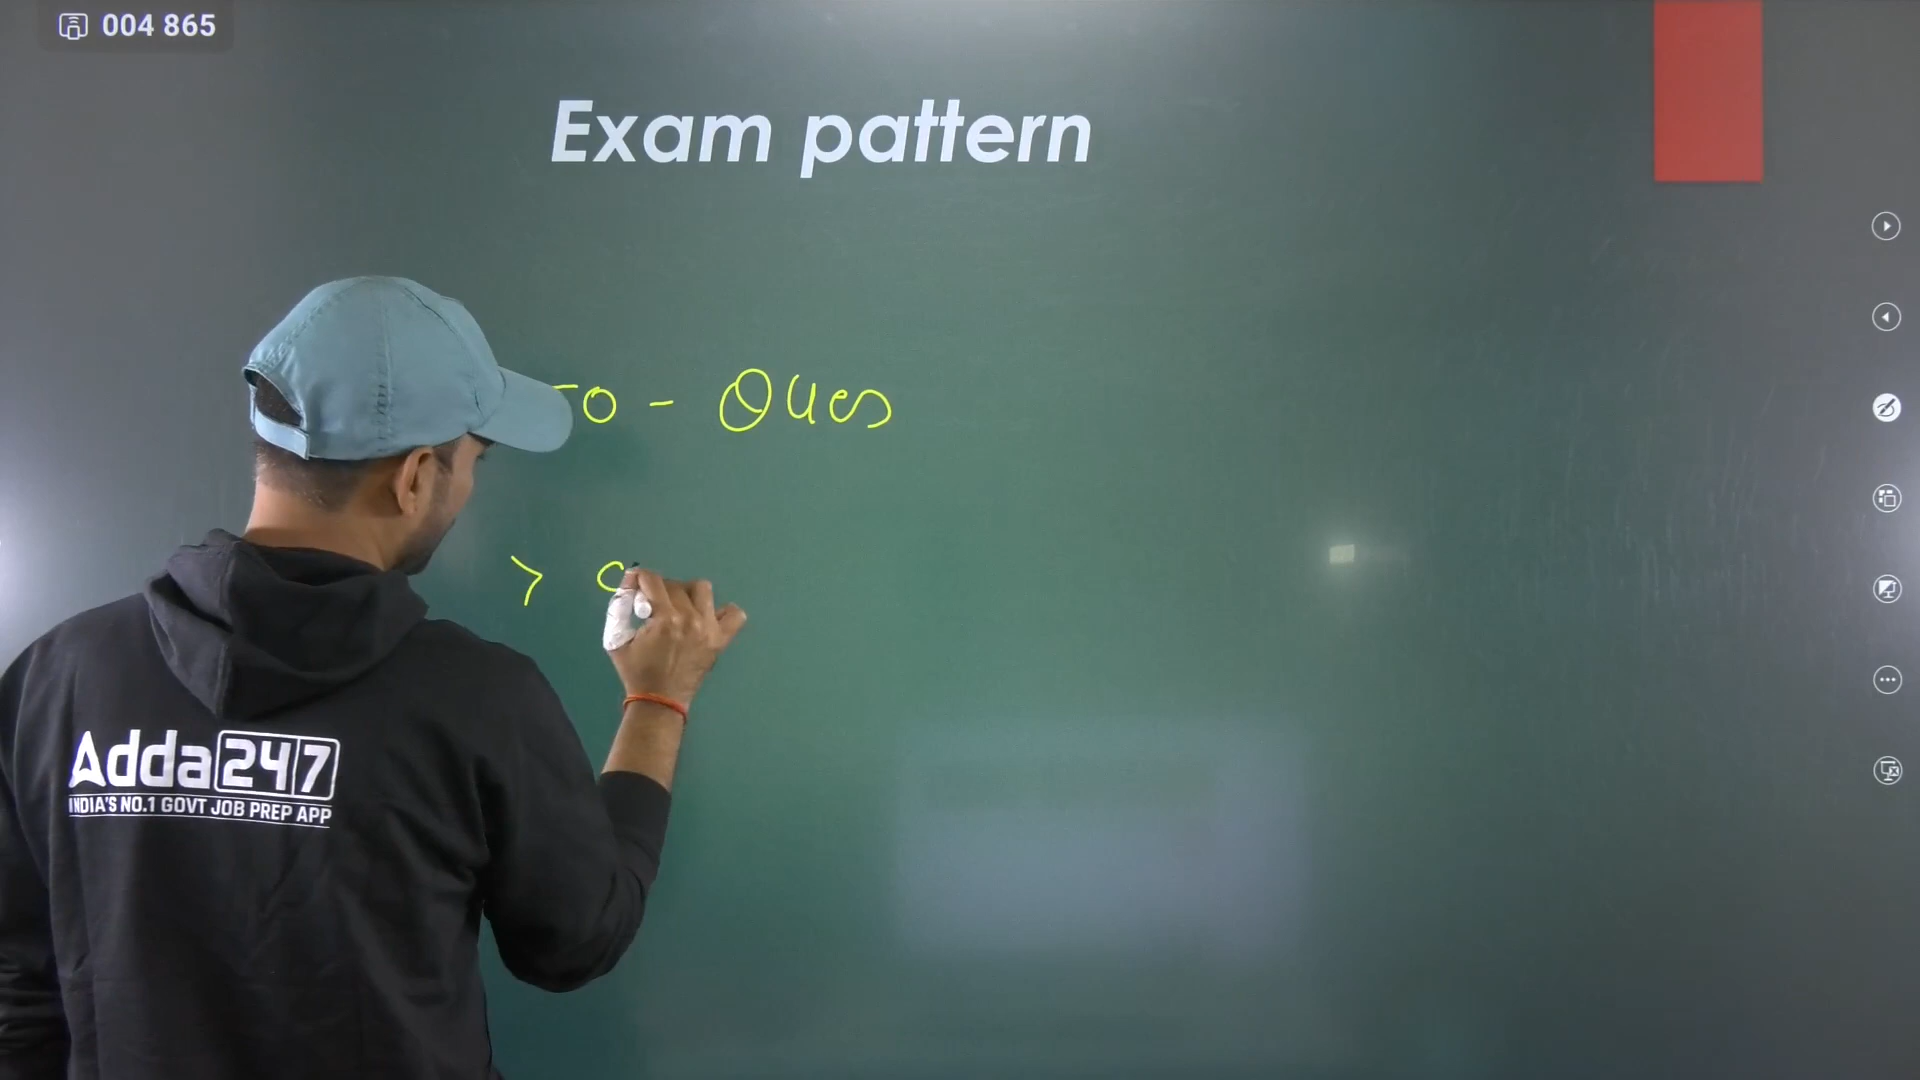 004 865
Exam pattern
0 - Ques
>
Adda247
INDIA'S NO.1 GOVT JOB PREP APP